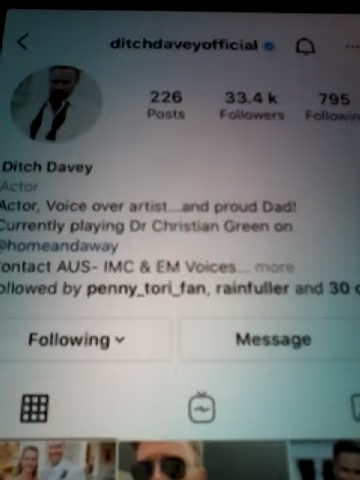 ditchdaveyofficial
226 33.4 k 795
Posts Followers Followin
Ditch Davey
Actor
Actor, Voice over artist...and proud Dad!
Currently playing Dr Christian Green on
@homeandaway
ontact AUS- IMC & EM Voices... more
ollowed by penny_tori_fan, rainfuller and 30 o
Following
Message